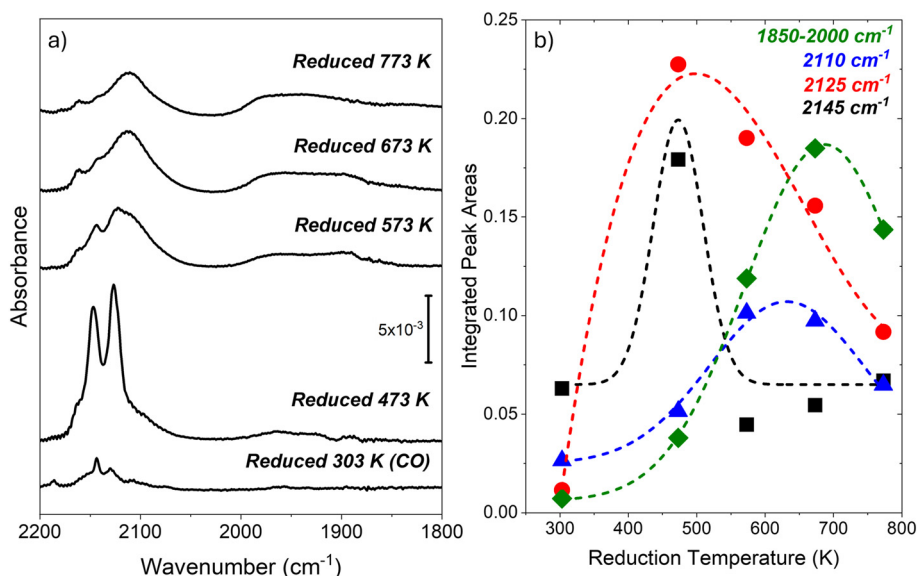 a)
Reduced 773 K
Reduced 673 K
Reduced 573 K
5x10⁻³
Reduced 473 K
Reduced 303 K (CO)
2200 2100 2000 1900 1800
Wavenumber (cm⁻¹)
Absorbance
b)
1850-2000 cm⁻¹
2110 cm⁻¹
2125 cm⁻¹
2145 cm⁻¹
0.25
0.20
0.15
0.10
0.05
0.00
300 400 500 600 700 800
Reduction Temperature (K)
Integrated Peak Areas